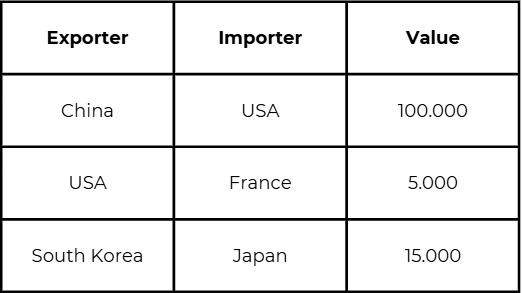 Exporter Importer Value
China USA 100.000
USA France 5.000
South Korea Japan 15.000